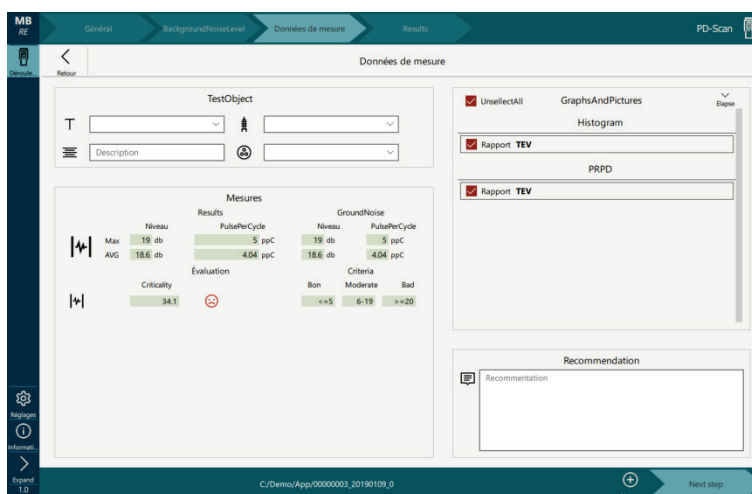 MB
RE
Général
BackgroundNoiseLevel
Données de mesure
Results
PD-Scan
Déroule...
Retour
Données de mesure
TestObject
T
Description
Mesures
Results
GroundNoise
Niveau
PulsePerCycle
Niveau
PulsePerCycle
Max 19 db 5 ppC 19 db 5 ppC
AVG 18.6 db 4.04 ppC 18.6 db 4.04 ppC
Évaluation
Criteria
Criticality
Bon
Moderate
Bad
34.1
<=5
6-19
>=20
UnsellectAll
GraphsAndPictures
Elapse
Histogram
Rapport TEV
PRPD
Rapport TEV
Recommendation
Recommentation
Réglages
Informati...
Expand
1.0
C:/Demo/App/00000003_20190109_0
Next step